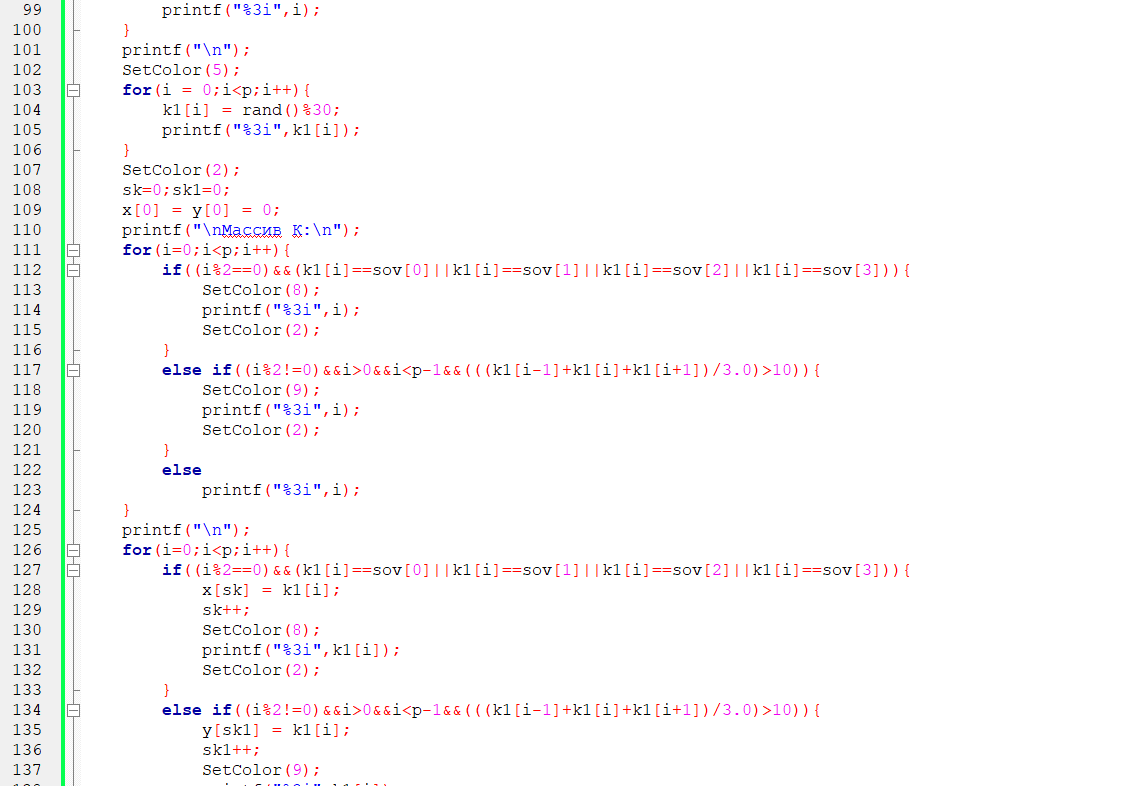 99 printf("%3i",i);
100 }
101 printf("\n");
102 SetColor(5);
103 for(i = 0;i<p;i++){
104 k1[i] = rand()%30;
105 printf("%3i",k1[i]);
106 }
107 SetColor(2);
108 sk=0;sk1=0;
109 x[0] = y[0] = 0;
110 printf("\nМассив К:\n");
111 for(i=0;i<p;i++){
112 if((i%2==0)&&(k1[i]==sov[0]||k1[i]==sov[1]||k1[i]==sov[2]||k1[i]==sov[3])){
113 SetColor(8);
114 printf("%3i",i);
115 SetColor(2);
116 }
117 else if((i%2!=0)&&i>0&&i<p-1&&(((k1[i-1]+k1[i]+k1[i+1])/3.0)>10)){
118 SetColor(9);
119 printf("%3i",i);
120 SetColor(2);
121 }
122 else
123 printf("%3i",i);
124 }
125 printf("\n");
126 for(i=0;i<p;i++){
127 if((i%2==0)&&(k1[i]==sov[0]||k1[i]==sov[1]||k1[i]==sov[2]||k1[i]==sov[3])){
128 x[sk] = k1[i];
129 sk++;
130 SetColor(8);
131 printf("%3i",k1[i]);
132 SetColor(2);
133 }
134 else if((i%2!=0)&&i>0&&i<p-1&&(((k1[i-1]+k1[i]+k1[i+1])/3.0)>10)){
135 y[sk1] = k1[i];
136 sk1++;
137 SetColor(9);